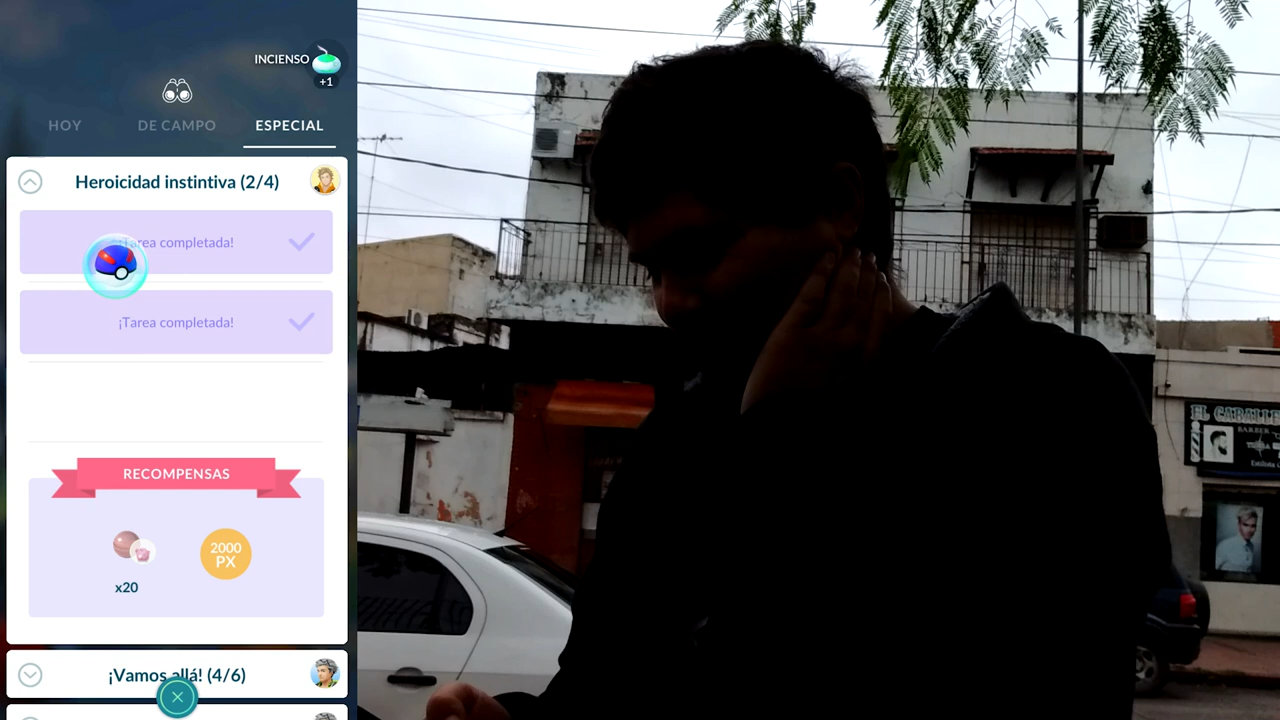 INCIENSO
+1
HOY
DE CAMPO
ESPECIAL
Heroicidad instintiva (2/4)
¡Tarea completada!
¡Tarea completada!
RECOMPENSAS
2000
PX
x20
¡Vamos allá! (4/6)
EL CABALLE
BARBER